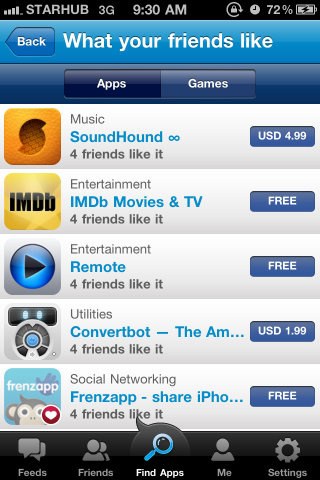 STARHUB 3G 9:30 AM 72%
Back What your friends like
Apps Games
Music
SoundHound ∞ USD 4.99
4 friends like it
IMDb
Entertainment
IMDb Movies & TV FREE
4 friends like it
Entertainment
Remote FREE
4 friends like it
Utilities
Convertbot — The Am... USD 1.99
4 friends like it
frenzapp
Social Networking
Frenzapp - share iPho... FREE
4 friends like it
Feeds Friends Find Apps Me Settings